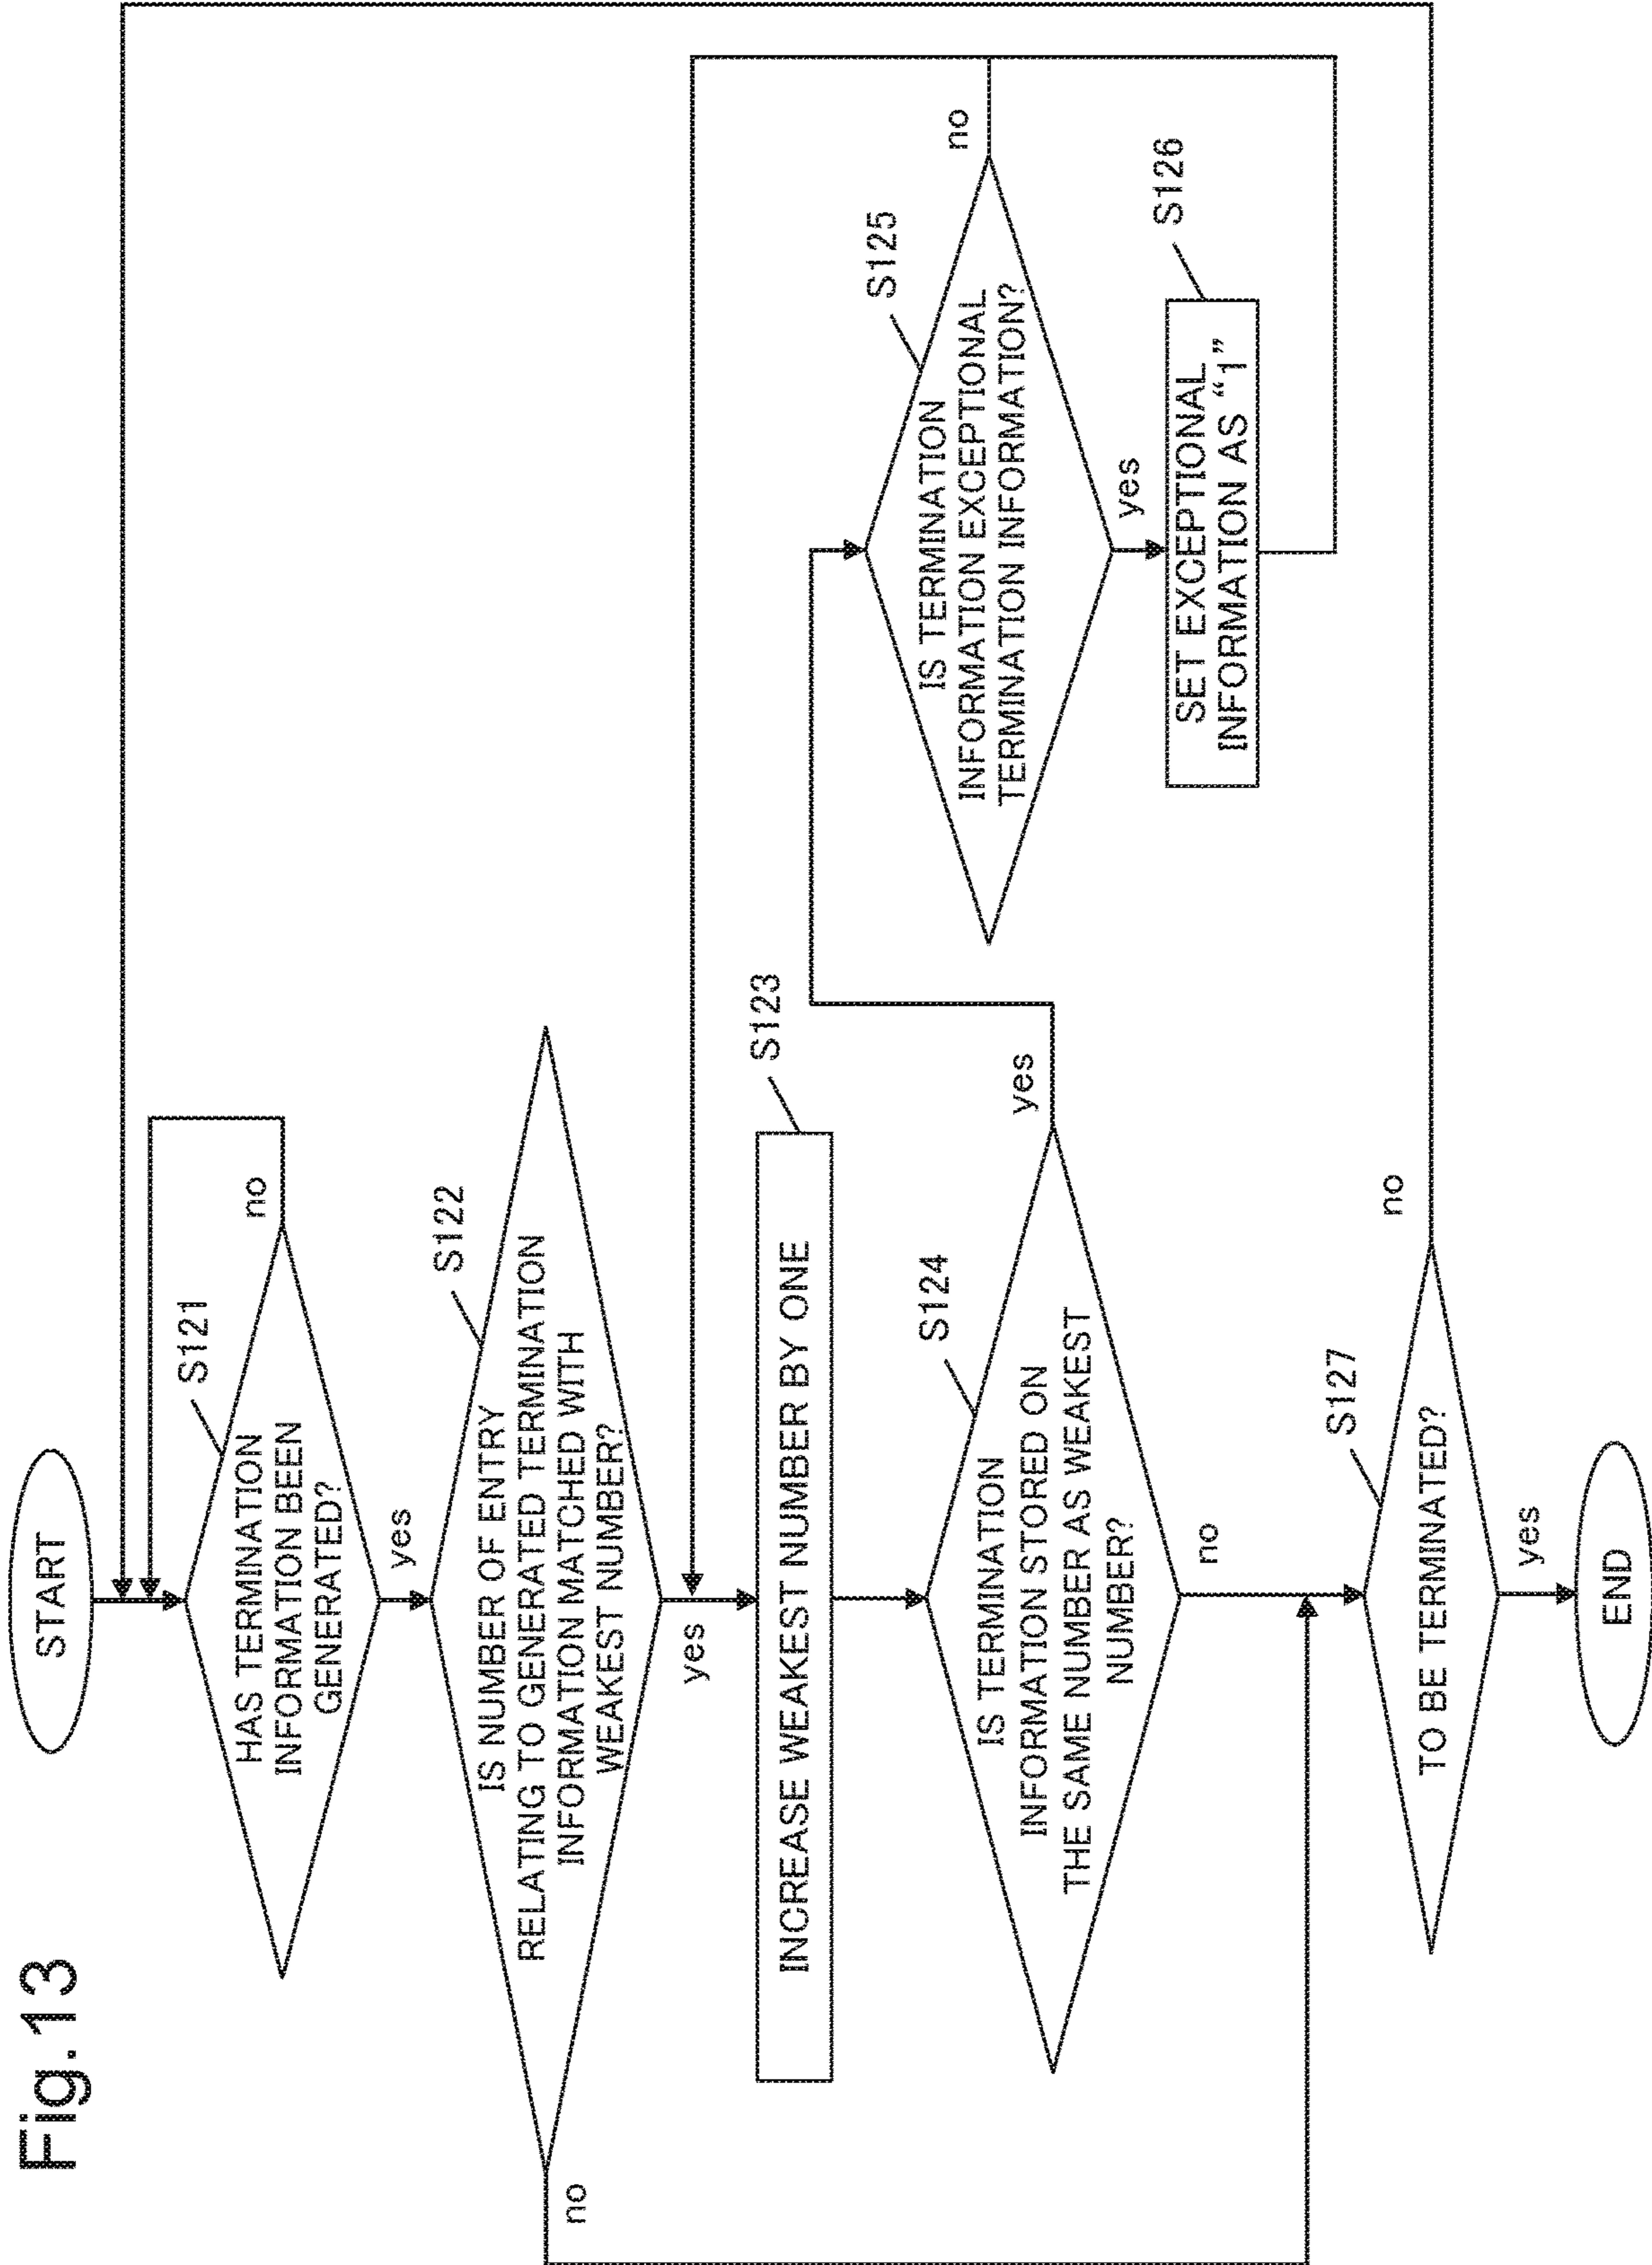 Fig.13
START
S121
HAS TERMINATION
INFORMATION BEEN
GENERATED?
no
yes
S122
IS NUMBER OF ENTRY
RELATING TO GENERATED TERMINATION
INFORMATION MATCHED WITH
WEAKEST NUMBER?
no
yes
S123
INCREASE WEAKEST NUMBER BY ONE
S124
IS TERMINATION
INFORMATION STORED ON
THE SAME NUMBER AS WEAKEST
NUMBER?
yes
no
S125
IS TERMINATION
INFORMATION EXCEPTIONAL
TERMINATION INFORMATION?
no
yes
S126
SET EXCEPTIONAL
INFORMATION AS “1”
S127
TO BE TERMINATED?
no
yes
END